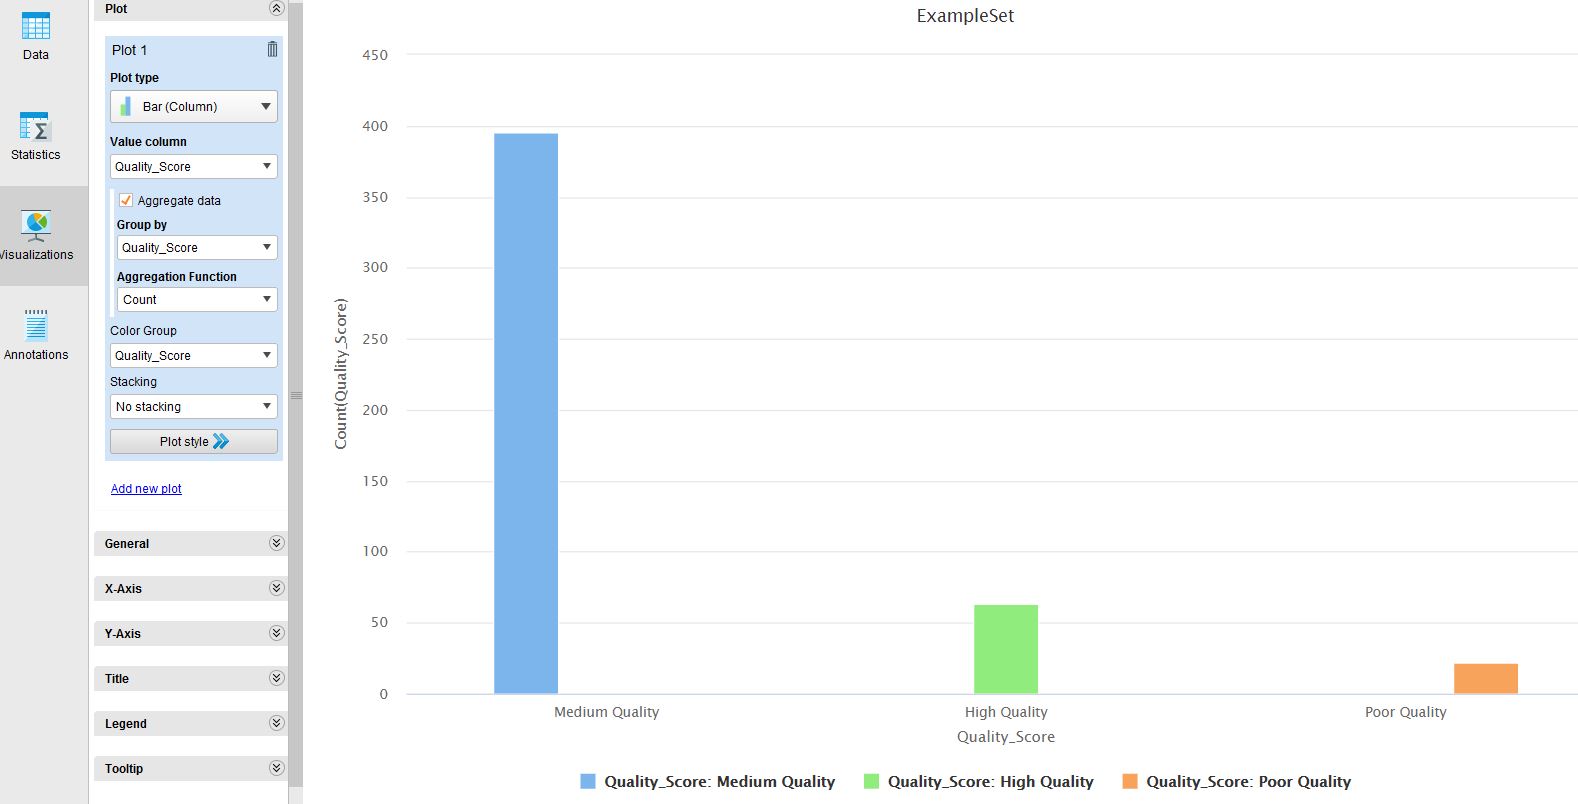 Data
Statistics
Visualizations
Annotations
Plot
Plot 1
Plot type
Bar (Column)
Value column
Quality_Score
Aggregate data
Group by
Quality_Score
Aggregation Function
Count
Color Group
Quality_Score
Stacking
No stacking
Plot style
Add new plot
General
X-Axis
Y-Axis
Title
Legend
Tooltip
ExampleSet
Count(Quality_Score)
450
400
350
300
250
200
150
100
50
0
Medium Quality High Quality Poor Quality
Quality_Score
Quality_Score: Medium Quality Quality_Score: High Quality Quality_Score: Poor Quality